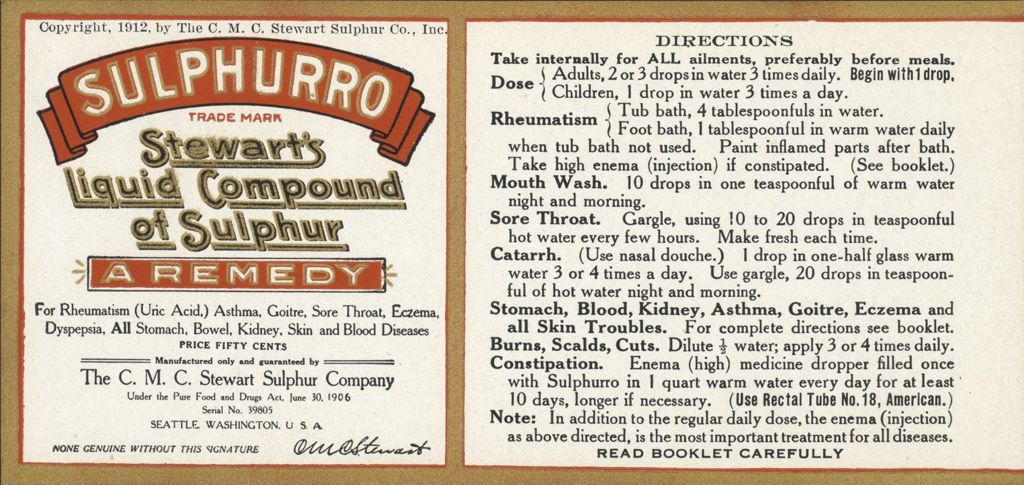 Copyright, 1912, by The C. M. C. Stewart Sulphur Co., Inc.
SULPHURRO
TRADE MARK
Stewart's
Liquid Compound
of Sulphur
A REMEDY
For Rheumatism (Uric Acid,) Asthma, Goitre, Sore Throat, Eczema,
Dyspepsia, All Stomach, Bowel, Kidney, Skin and Blood Diseases
PRICE FIFTY CENTS
Manufactured only and guaranteed by
The C. M. C. Stewart Sulphur Company
Under the Pure Food and Drugs Act, June 30, 1906
Serial No. 39805
SEATTLE, WASHINGTON, U. S. A
NONE GENUINE WITHOUT THIS SIGNATURE CMCStewart
DIRECTIONS
Take internally for ALL ailments, preferably before meals.
Dose { Adults, 2 or 3 drops in water 3 times daily. Begin with 1 drop.
Children, 1 drop in water 3 times a day.
Rheumatism { Tub bath, 4 tablespoonfuls in water.
Foot bath, 1 tablespoonful in warm water daily
when tub bath not used. Paint inflamed parts after bath.
Take high enema (injection) if constipated. (See booklet.)
Mouth Wash. 10 drops in one teaspoonful of warm water
night and morning.
Sore Throat. Gargle, using 10 to 20 drops in teaspoonful
hot water every few hours. Make fresh each time.
Catarrh. (Use nasal douche.) 1 drop in one-half glass warm
water 3 or 4 times a day. Use gargle, 20 drops in teaspoon-
ful of hot water night and morning.
Stomach, Blood, Kidney, Asthma, Goitre, Eczema and
all Skin Troubles. For complete directions see booklet.
Burns, Scalds, Cuts. Dilute ½ water; apply 3 or 4 times daily.
Constipation. Enema (high) medicine dropper filled once
with Sulphurro in 1 quart warm water every day for at least
10 days, longer if necessary. (Use Rectal Tube No. 18, American.)
Note: In addition to the regular daily dose, the enema (injection)
as above directed, is the most important treatment for all diseases.
READ BOOKLET CAREFULLY